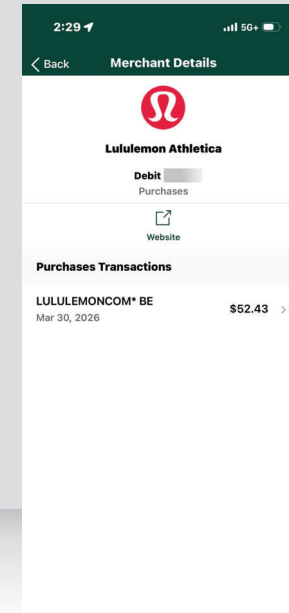 2:29 5G+
Back Merchant Details
Lululemon Athletica
Debit
Purchases
Website
Purchases Transactions
LULULEMONCOM* BE $52.43
Mar 30, 2026